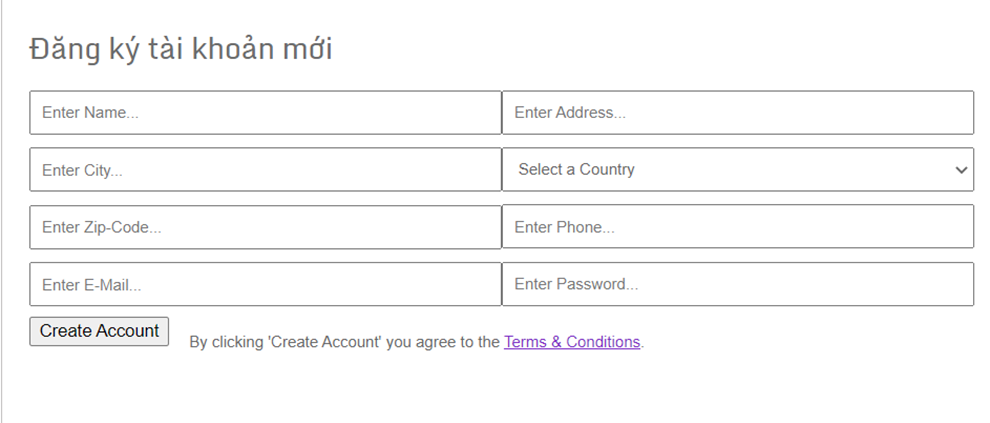 Đăng ký tài khoản mới
Enter Name...
Enter Address...
Enter City...
Select a Country
Enter Zip-Code...
Enter Phone...
Enter E-Mail...
Enter Password...
Create Account
By clicking 'Create Account' you agree to the Terms & Conditions.